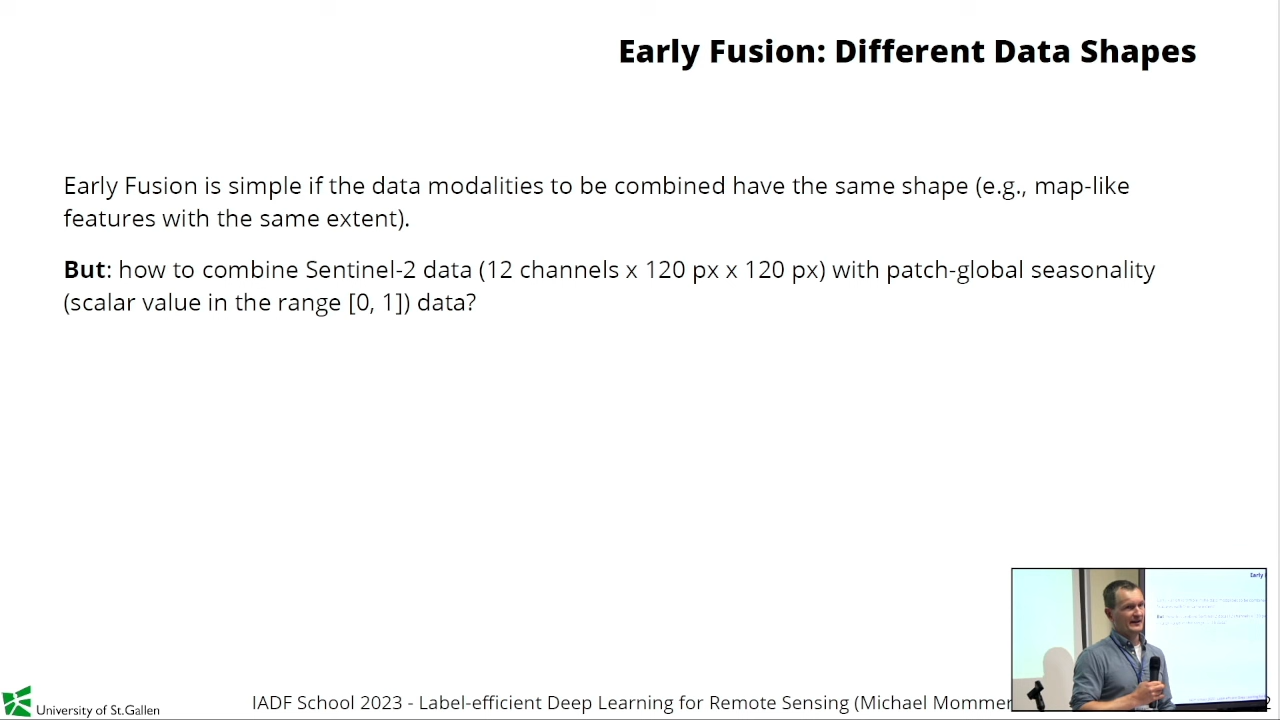 Early Fusion: Different Data Shapes
Early Fusion is simple if the data modalities to be combined have the same shape (e.g., map-like
features with the same extent).
But: how to combine Sentinel-2 data (12 channels x 120 px x 120 px) with patch-global seasonality
(scalar value in the range [0, 1]) data?
Early
University of St.Gallen
IADF School 2023 - Label-efficient Deep Learning for Remote Sensing (Michael Mommer